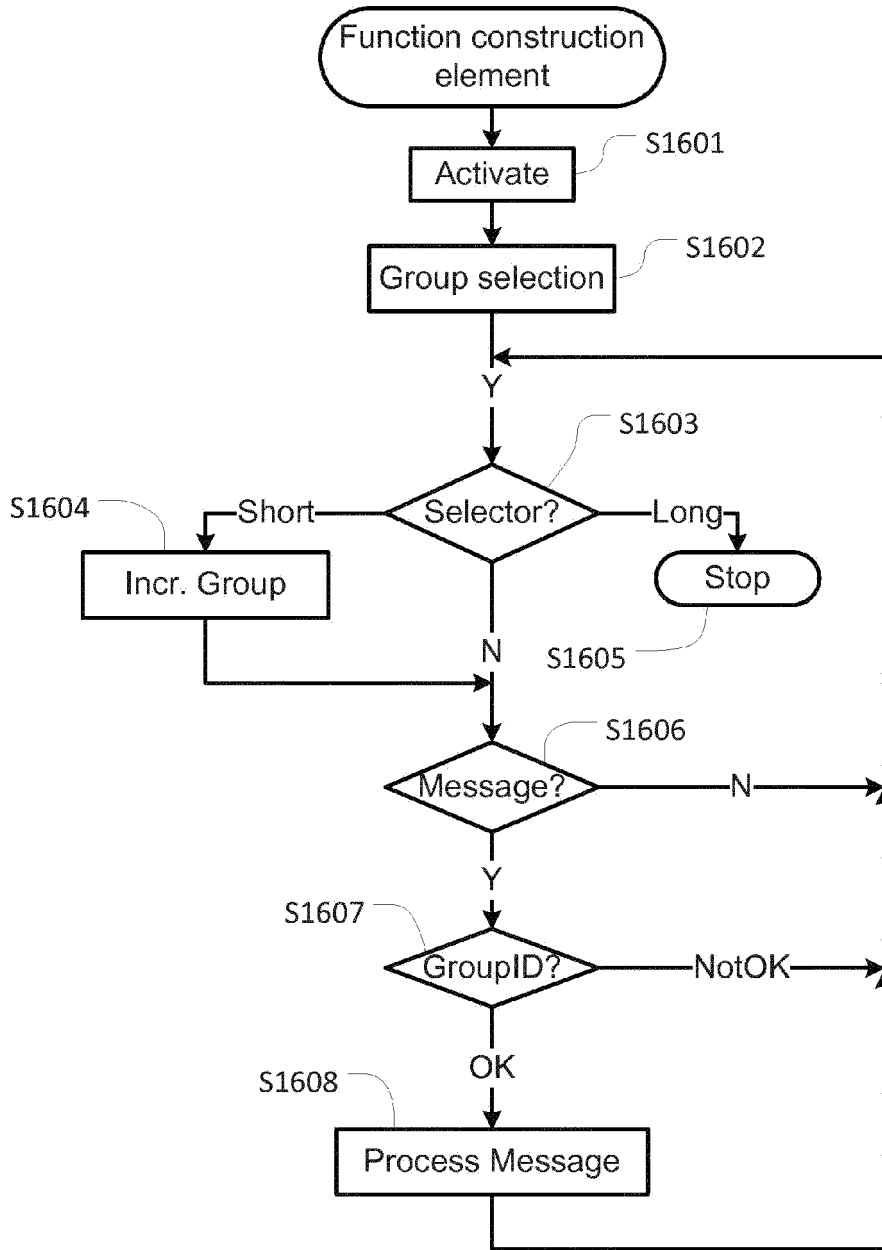 Function construction
element
S1601
Activate
S1602
Group selection
Y
S1603
S1604
Short
Selector?
Long
Incr. Group
Stop
N
S1605
S1606
Message?
N
Y
S1607
GroupID?
NotOK
OK
S1608
Process Message